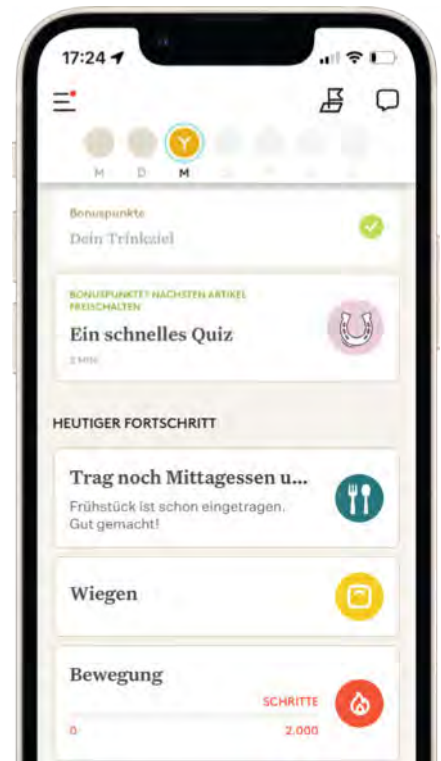 17:24
M D M
Bonuspunkte
Dein Trinkziel
BONUSPUNKTE? NÄCHSTEN ARTIKEL
FREISCHALTEN
Ein schnelles Quiz
2 MIN
HEUTIGER FORTSCHRITT
Trag noch Mittagessen u...
Frühstück ist schon eingetragen.
Gut gemacht!
Wiegen
Bewegung
SCHRITTE
0 2.000